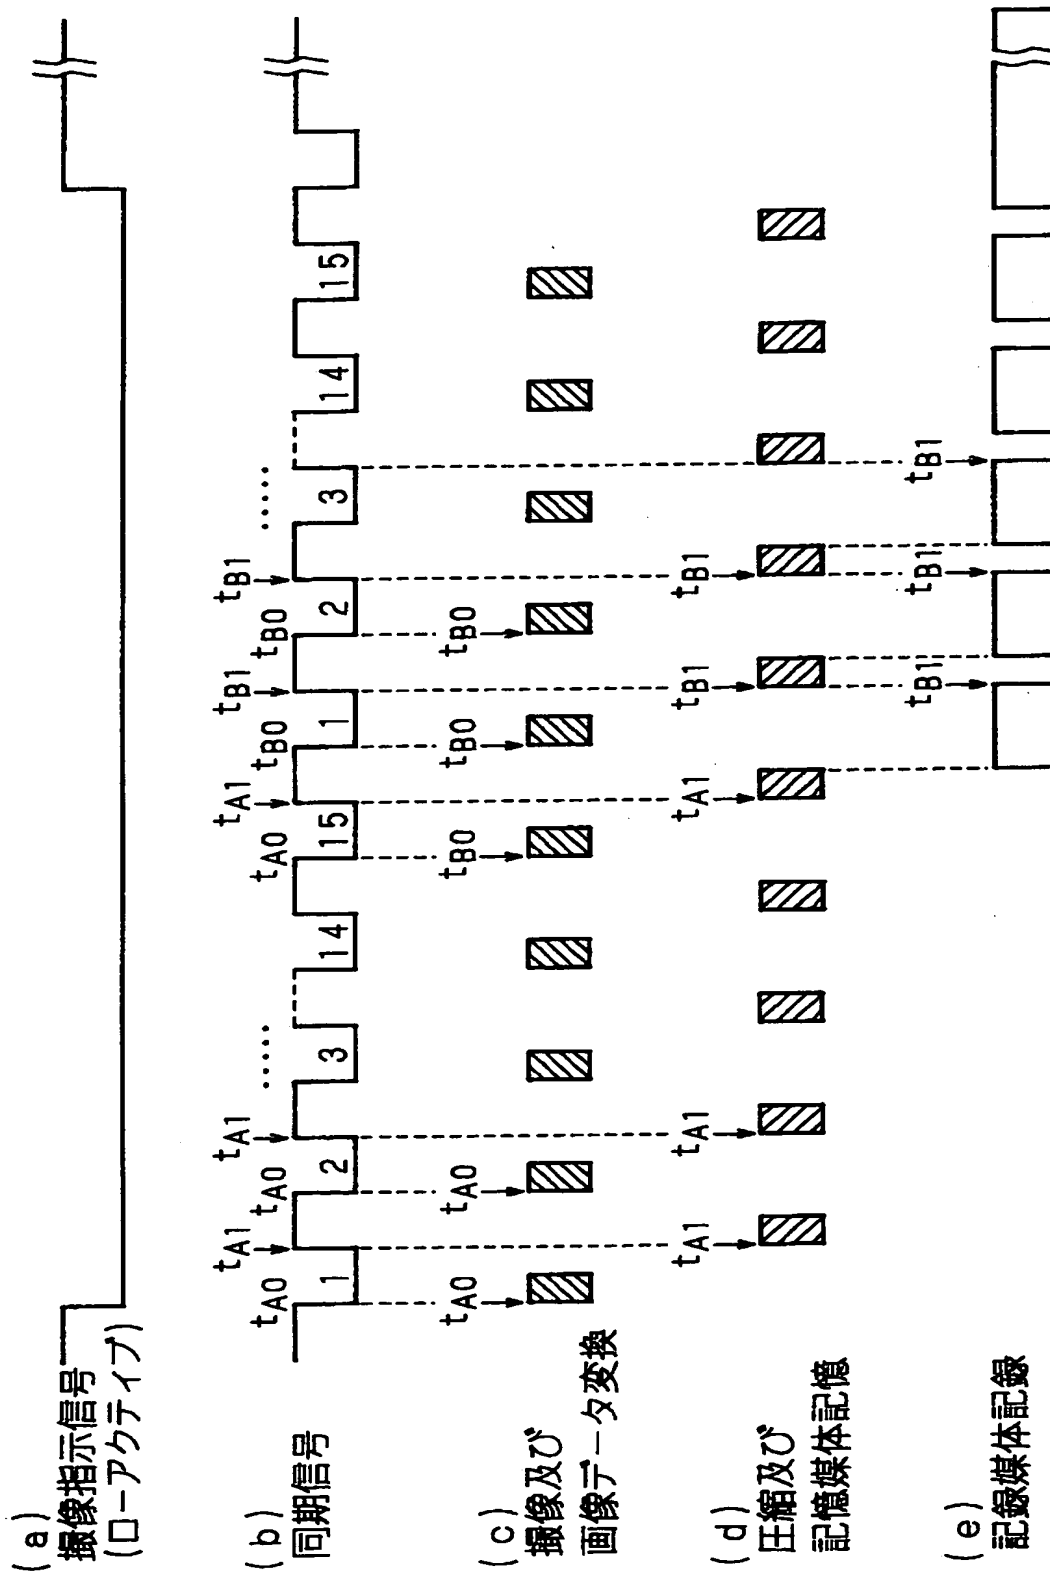 (a)
撮像指示信号
(ローアクティブ)
tA1 tA1 tA1 tB1 tB1
(b)
tA0 tA0 ..... tA0 tB0 tB0 .....
同期信号
1 2 3 14 15 1 2 3 14 15
tA0 tA0 tB0 tB0 tB0
(c)
撮像及び
画像データ変換
tA1 tA1 tA1 tB1 tB1
(d)
圧縮及び
記憶媒体記憶
tB1 tB1 tB1
(e)
記録媒体記録